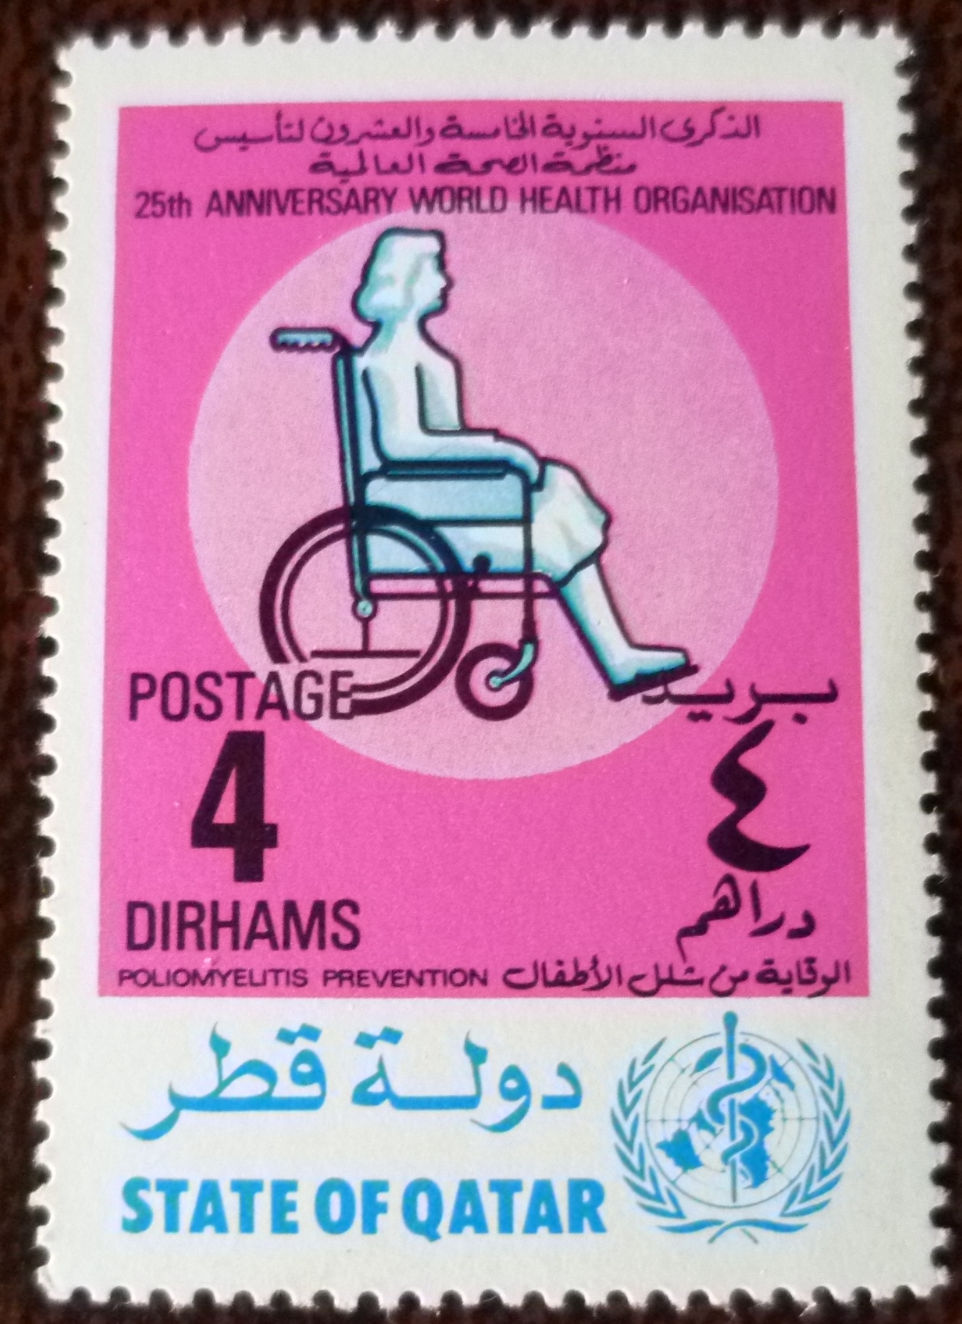 الذكرى السنوية الخامسة والعشرون لتأسيس
منظمة الصحة العالمية
25th ANNIVERSARY WORLD HEALTH ORGANISATION
POSTAGE
بريد
4
٤
DIRHAMS
دراهم
POLIOMYELITIS PREVENTION الوقاية من شلل الأطفال
دولة قطر
STATE OF QATAR